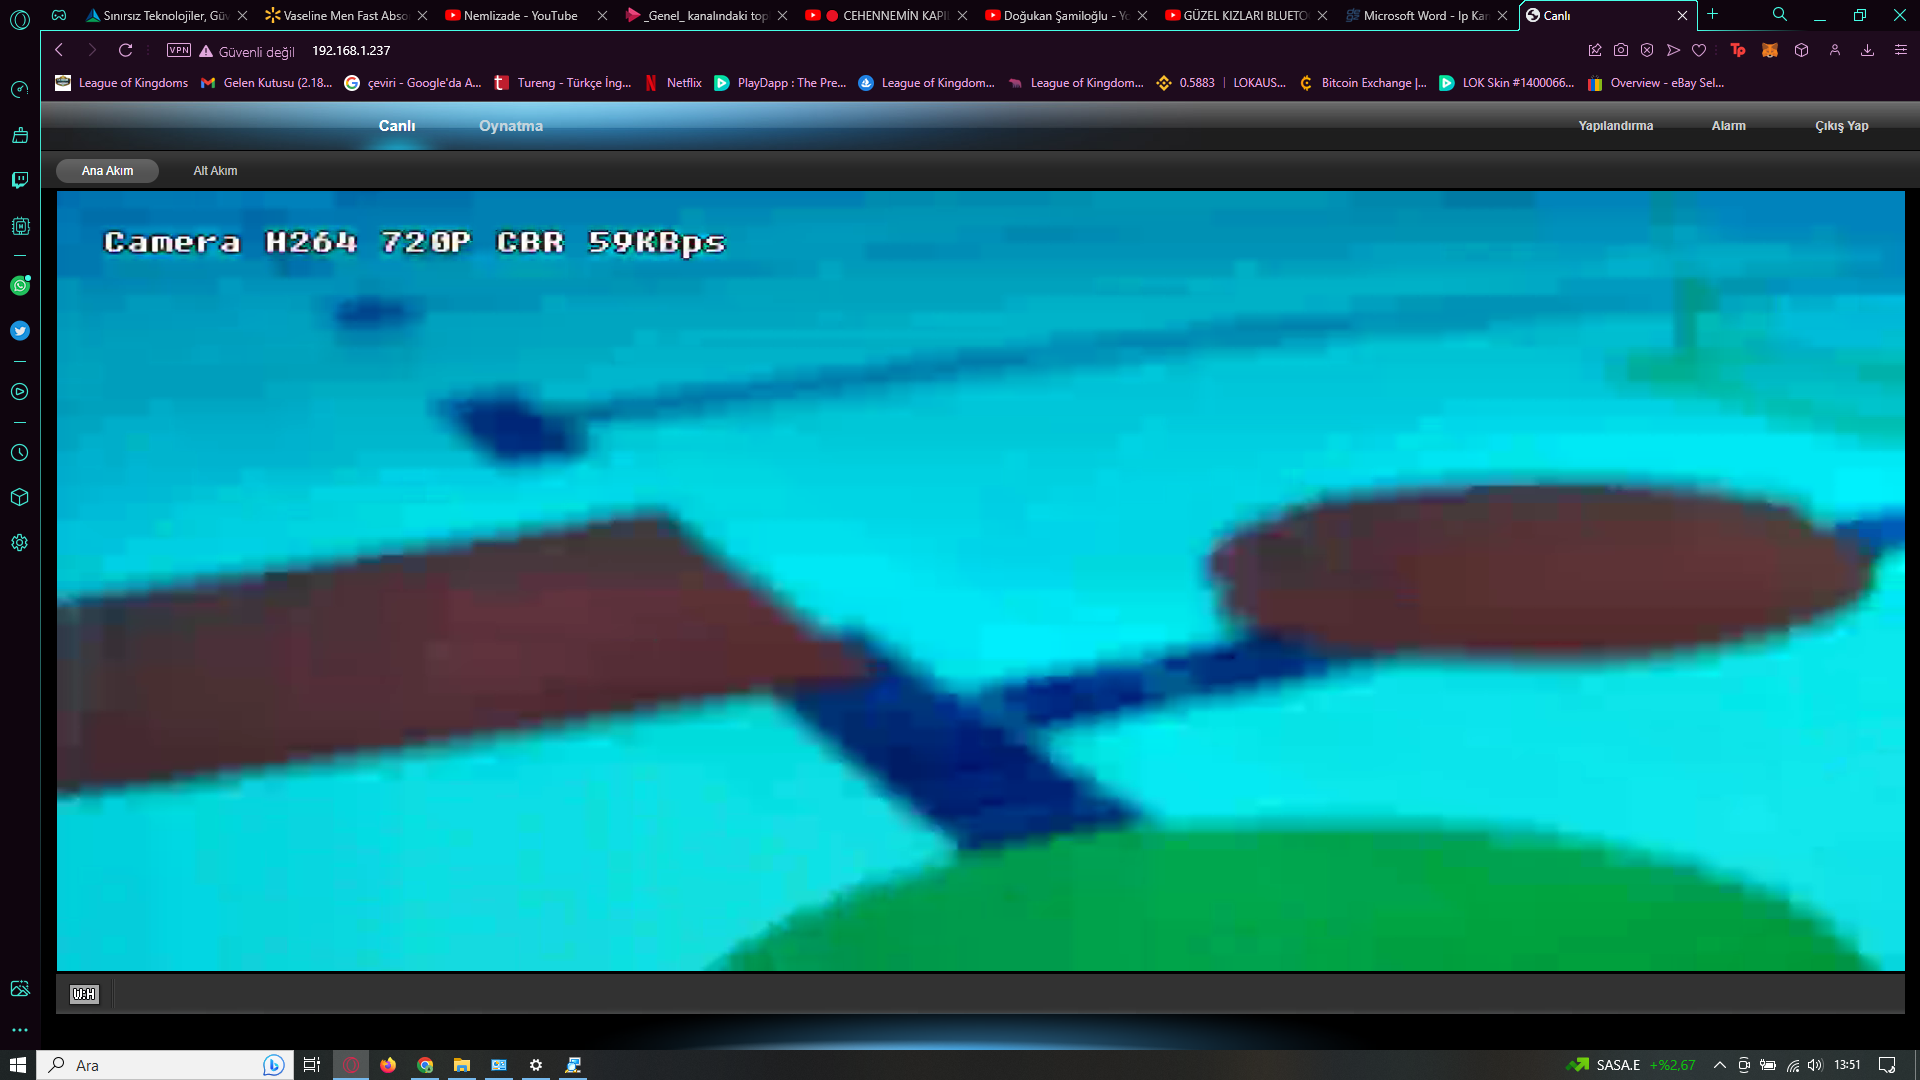 Sınırsız Teknolojiler, Güv
Vaseline Men Fast Abso
Nemlizade - YouTube
_Genel_ kanalındaki top
CEHENNEMİN KAPI
Doğukan Şamiloğlu - Yo
GÜZEL KIZLARI BLUETO
Microsoft Word - Ip Kam
Canlı
VPN
Güvenli değil
192.168.1.237
Tp
League of Kingdoms
Gelen Kutusu (2.18...
çeviri - Google'da A...
Tureng - Türkçe İng...
Netflix
PlayDapp : The Pre...
League of Kingdom...
League of Kingdom...
0.5883 | LOKAUS...
Bitcoin Exchange |...
LOK Skin #1400066...
Overview - eBay Sel...
Canlı
Oynatma
Yapılandırma
Alarm
Çıkış Yap
Ana Akım
Alt Akım
Camera H264 720P CBR 59KBps
W:H
Ara
SASA.E +%2.67
13:51